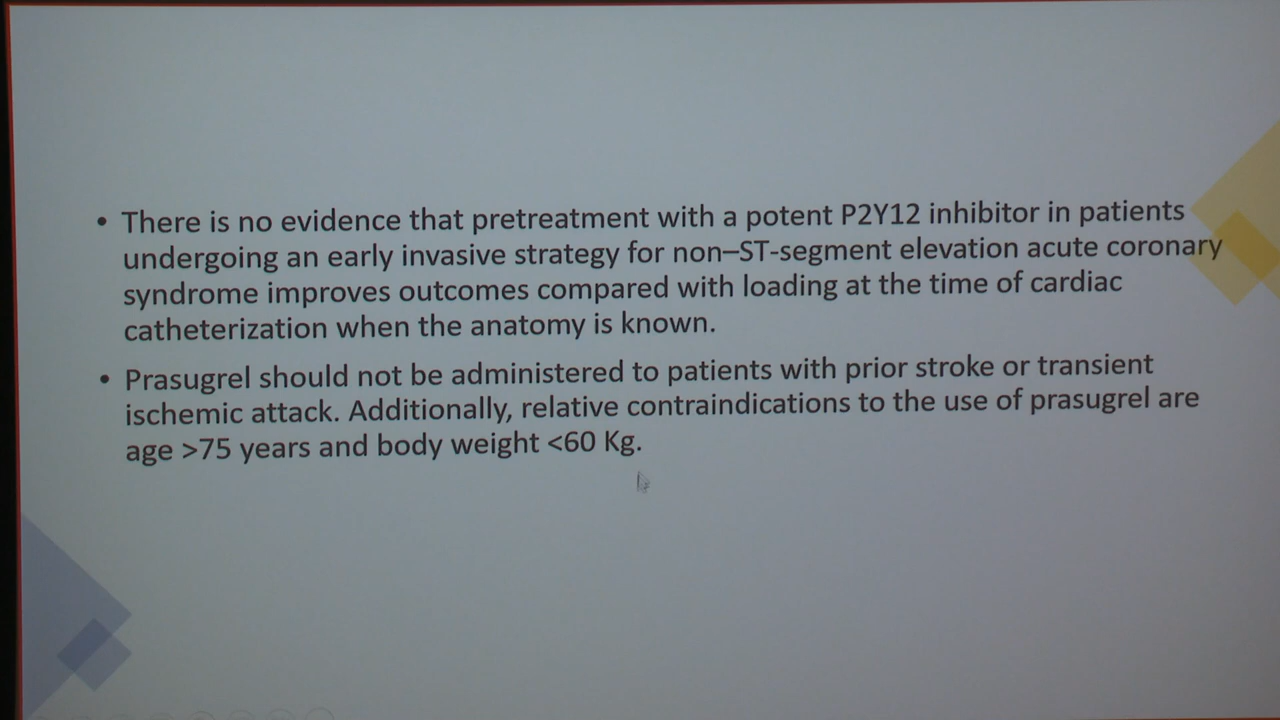 • There is no evidence that pretreatment with a potent P2Y12 inhibitor in patients
undergoing an early invasive strategy for non–ST-segment elevation acute coronary
syndrome improves outcomes compared with loading at the time of cardiac
catheterization when the anatomy is known.
• Prasugrel should not be administered to patients with prior stroke or transient
ischemic attack. Additionally, relative contraindications to the use of prasugrel are
age >75 years and body weight <60 Kg.